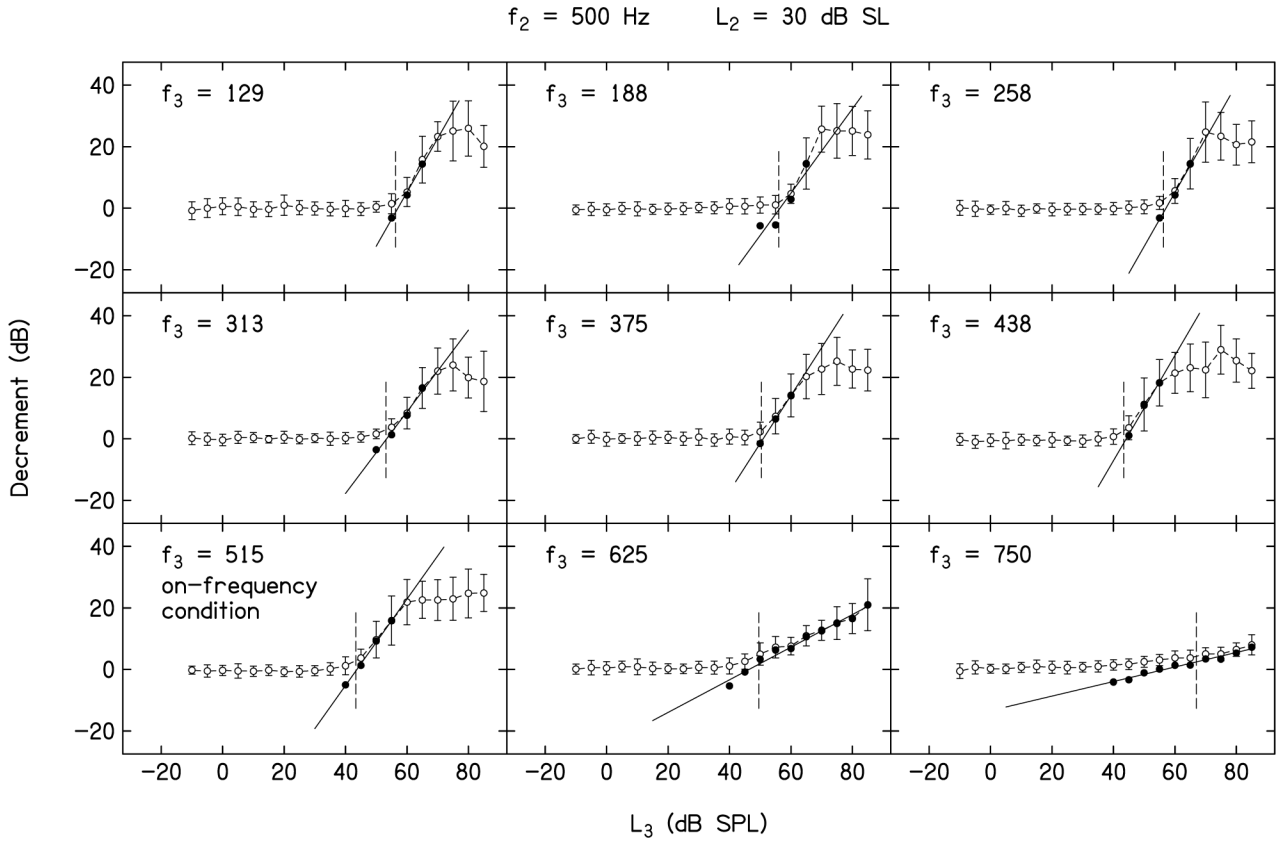 f2 = 500 Hz L2 = 30 dB SL
40
20
0
−20
f3 = 129
f3 = 188
f3 = 258
40
20
0
−20
f3 = 313
f3 = 375
f3 = 438
40
20
0
−20
f3 = 515
on−frequency
condition
f3 = 625
f3 = 750
−20 0 20 40 60 80 −20 0 20 40 60 80 −20 0 20 40 60 80
Decrement (dB)
L3 (dB SPL)